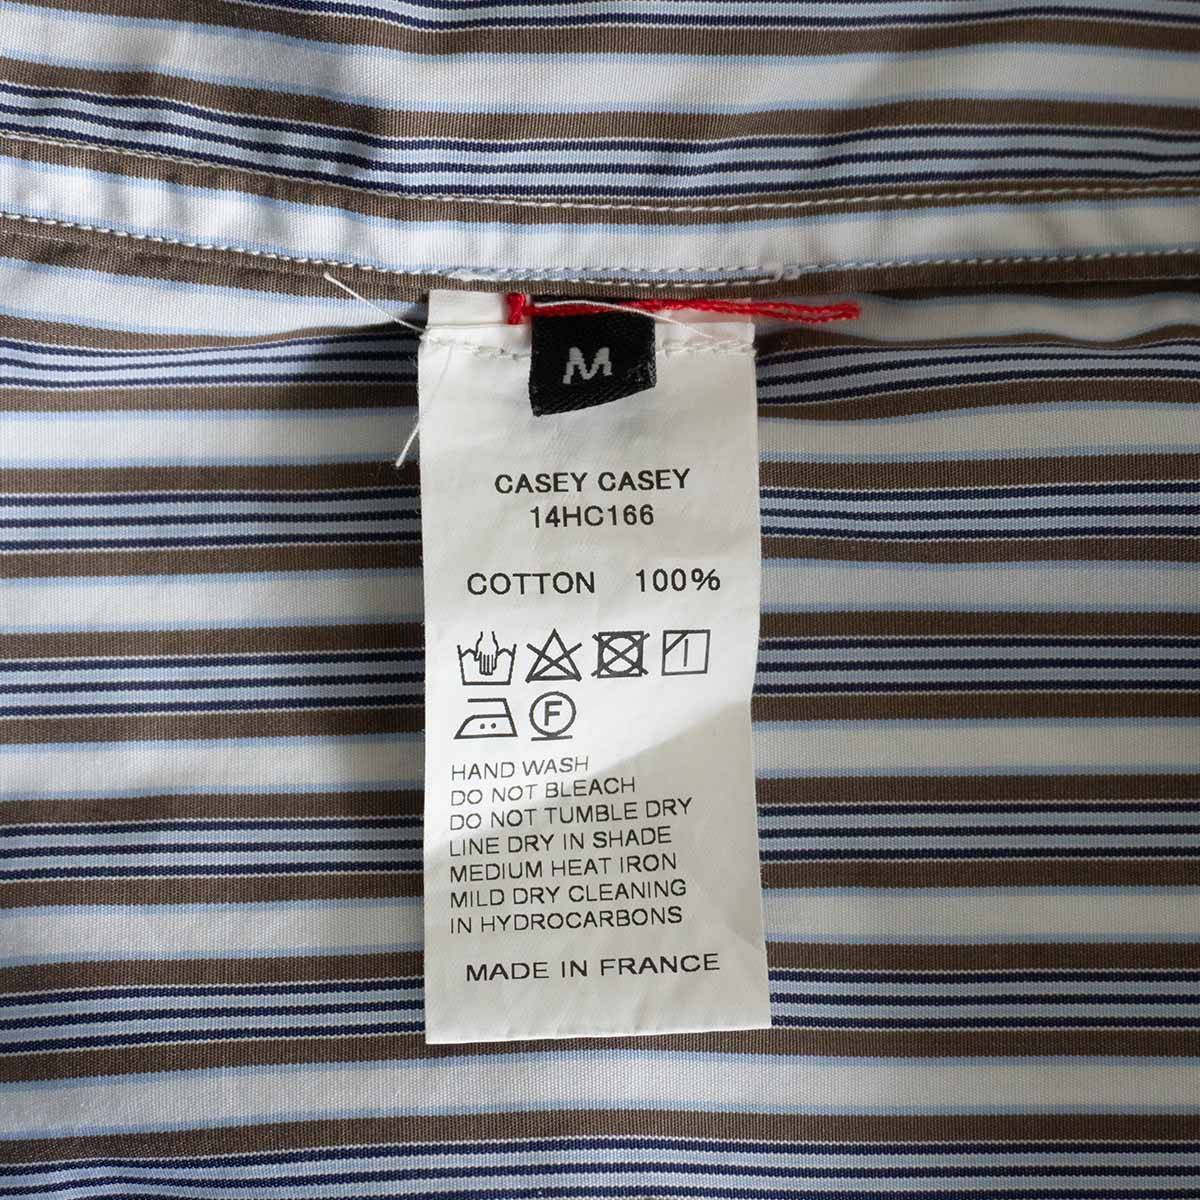 M
CASEY CASEY
14HC166
COTTON 100%
F
HAND WASH
DO NOT BLEACH
DO NOT TUMBLE DRY
LINE DRY IN SHADE
MEDIUM HEAT IRON
MILD DRY CLEANING
IN HYDROCARBONS
MADE IN FRANCE